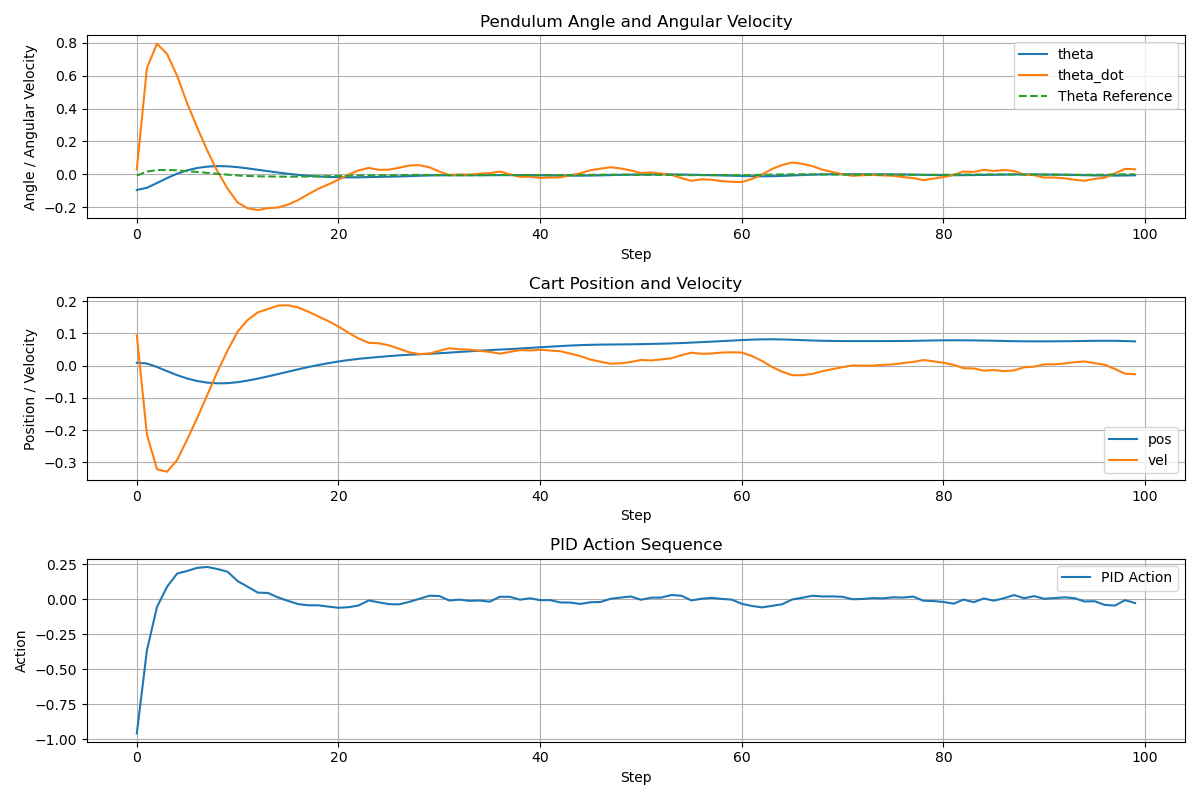 Pendulum Angle and Angular Velocity
Angle / Angular Velocity
0.8
0.6
0.4
0.2
0.0
−0.2
theta
theta_dot
Theta Reference
0 20 40 60 80 100
Step
Cart Position and Velocity
Position / Velocity
0.2
0.1
0.0
−0.1
−0.2
−0.3
pos
vel
0 20 40 60 80 100
Step
PID Action Sequence
Action
0.25
0.00
−0.25
−0.50
−0.75
−1.00
PID Action
0 20 40 60 80 100
Step